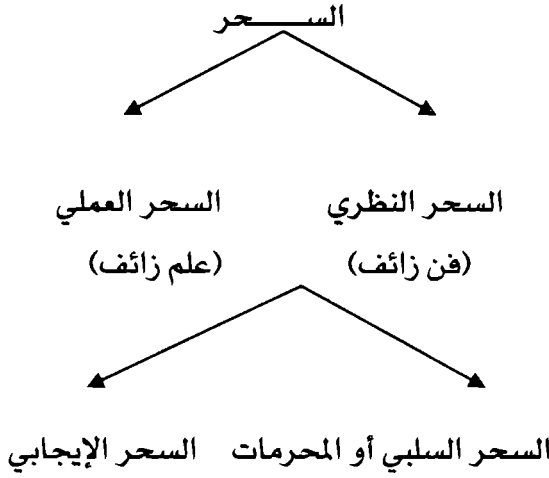 السحر
السحر النظري السحر العملي
(فن زائف) (علم زائف)
السحر السلبي أو المحرمات السحر الإيجابي